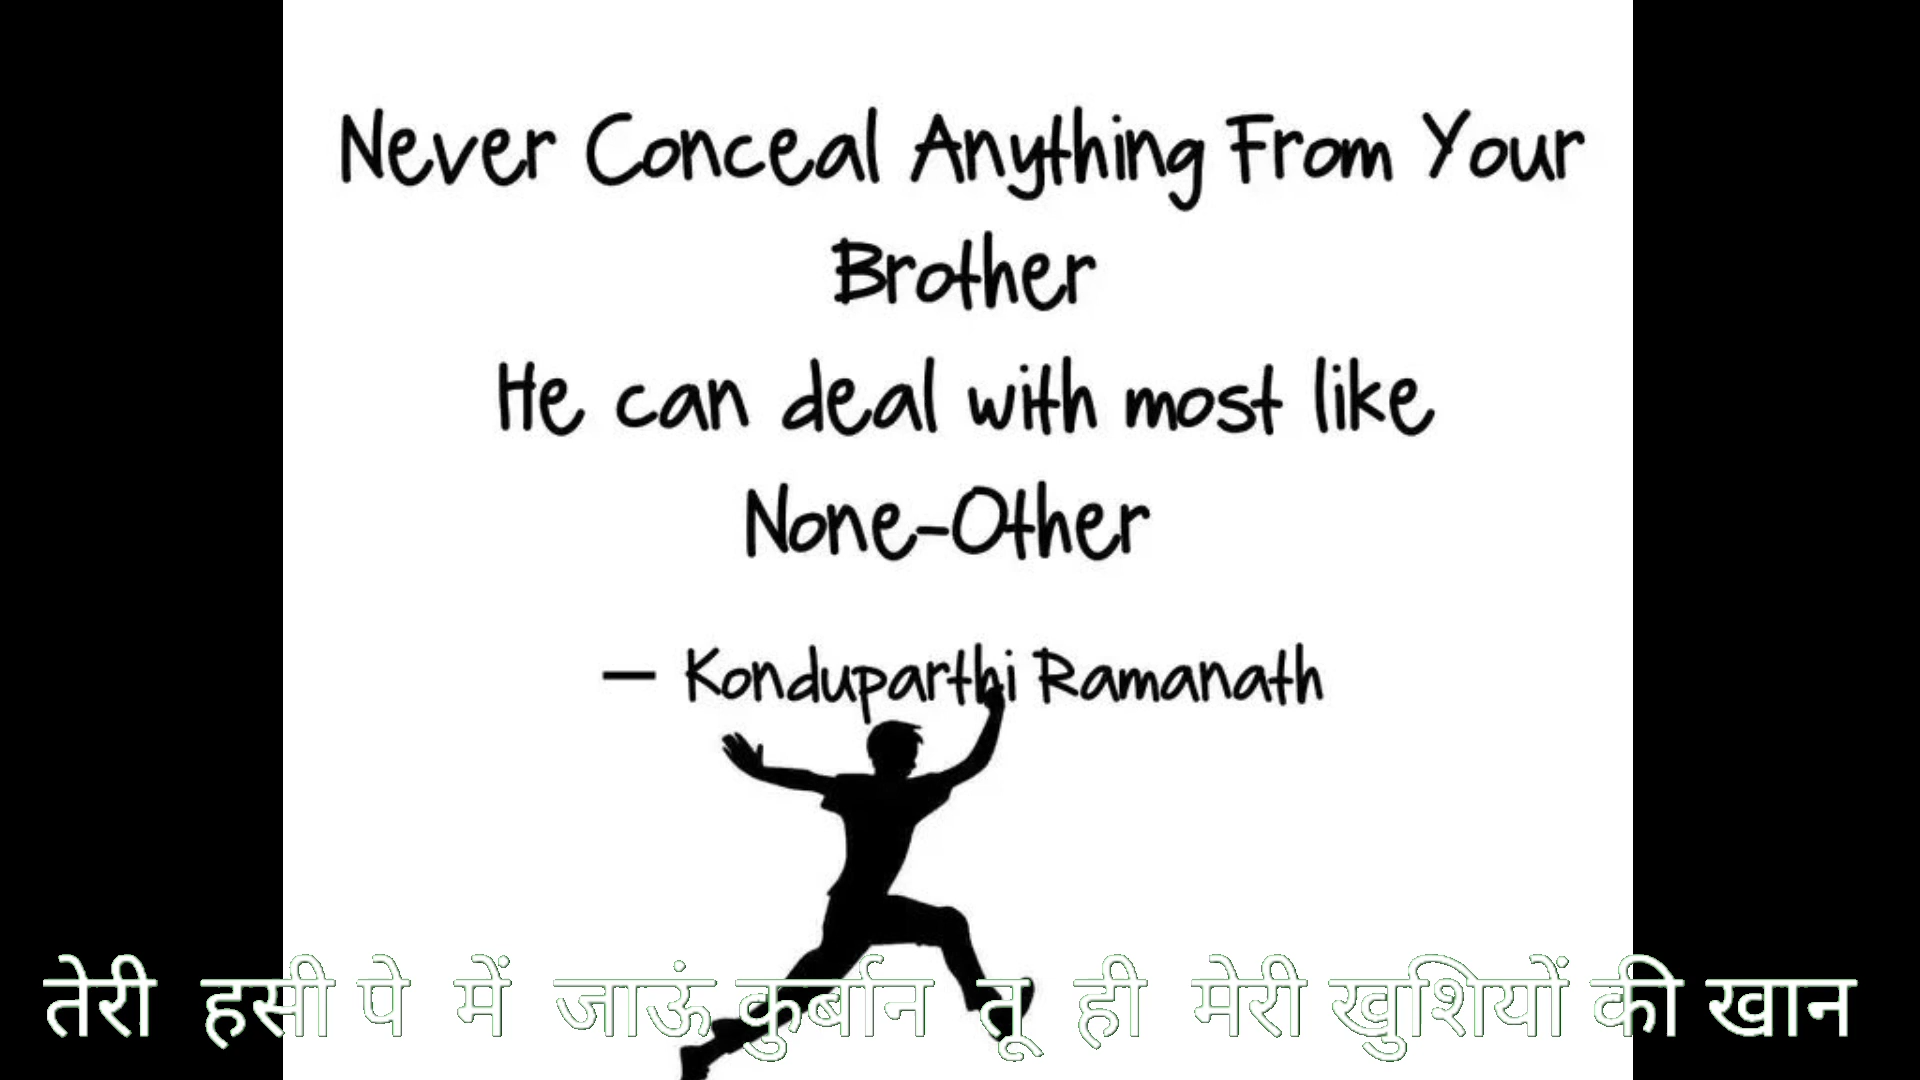 Never Conceal Anything From Your
Brother
He can deal with most like
None-Other
— Konduparthi Ramanath
तेरी हसी पे में जाऊं कुर्बान तू ही मेरी खुशियों की खान